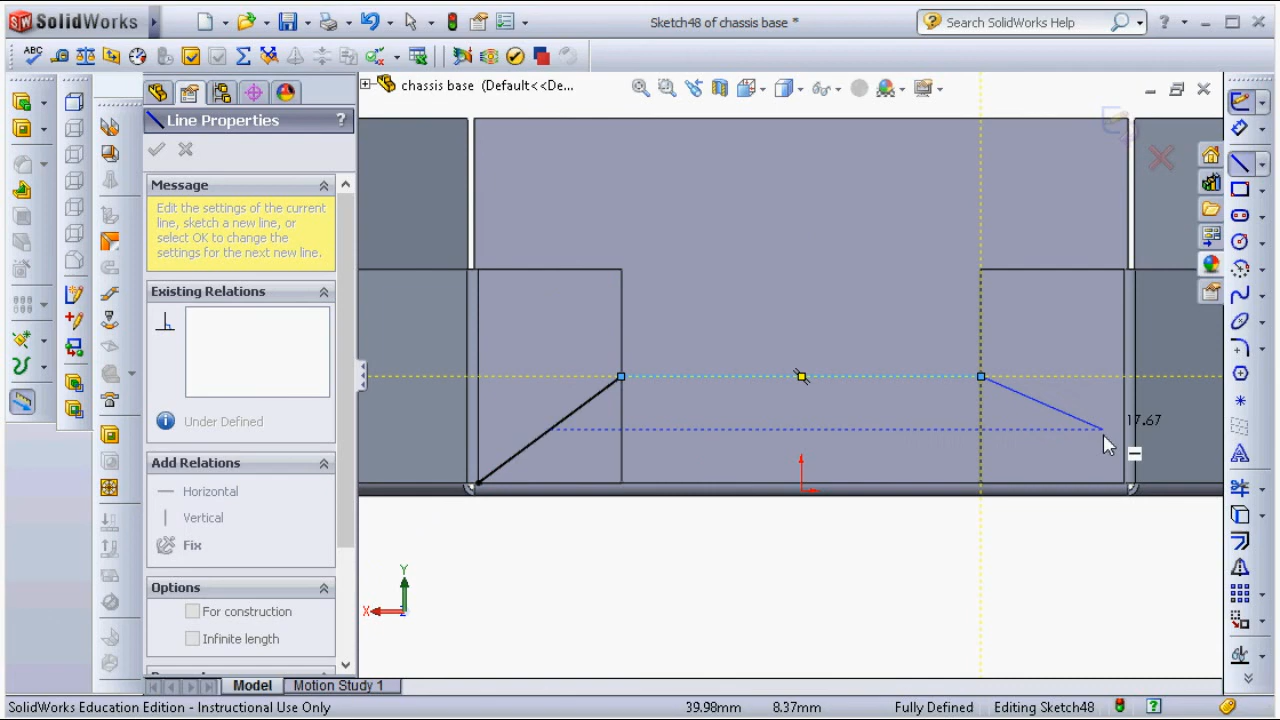 SolidWorks
Sketch48 of chassis base *
Search SolidWorks Help
ABC
chassis base (Default<<De...
Line Properties
?
Message
Edit the settings of the current
line, sketch a new line, or
select OK to change the
settings for the next new line.
Existing Relations
Under Defined
Add Relations
Horizontal
Vertical
Fix
Options
For construction
Infinite length
17.67
Y
X
Model
Motion Study 1
SolidWorks Education Edition - Instructional Use Only
39.98mm
8.37mm
Fully Defined
Editing Sketch48
?